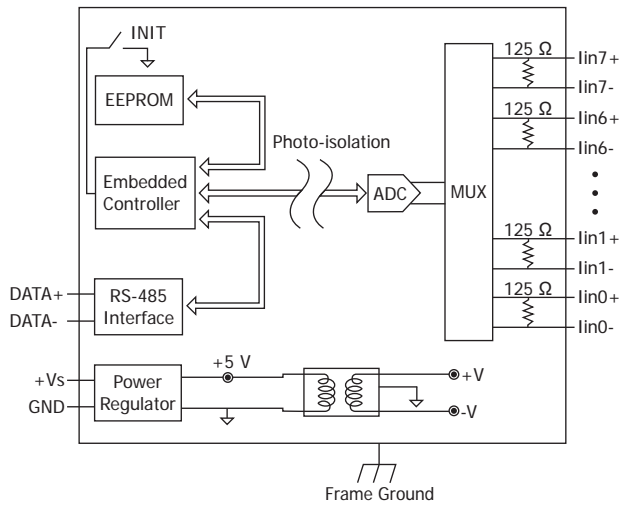 INIT
EEPROM
Photo-isolation
Embedded
Controller
ADC
MUX
125 Ω
Iin7+
Iin7-
125 Ω
Iin6+
Iin6-
125 Ω
Iin1+
Iin1-
125 Ω
Iin0+
Iin0-
DATA+
DATA-
RS-485
Interface
+Vs
GND
Power
Regulator
+5 V
+V
-V
Frame Ground